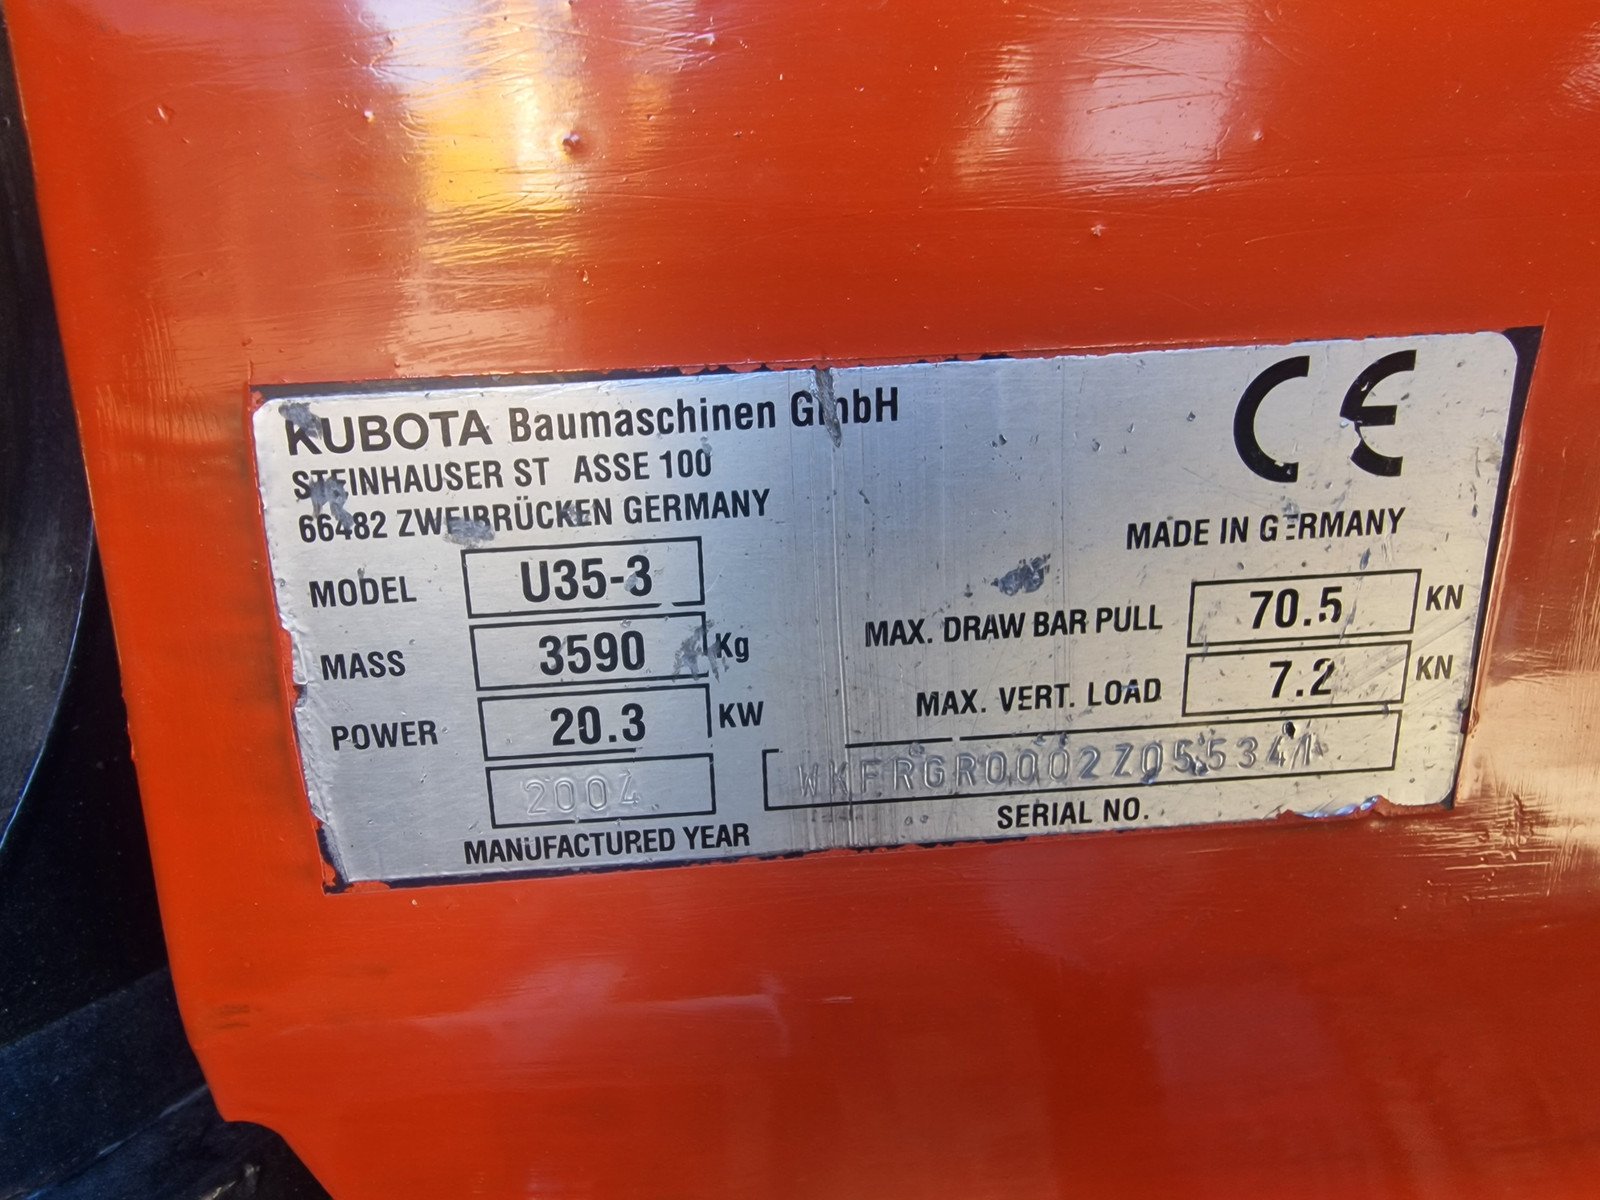 KUBOTA Baumaschinen GmbH
STEINHAUSER ST ASSE 100
66482 ZWEIBRÜCKEN GERMANY
CE
MADE IN GERMANY
MODEL U35-3
MASS 3590 Kg
POWER 20.3 KW
2004
MANUFACTURED YEAR
MAX. DRAW BAR PULL 70.5 KN
MAX. VERT. LOAD 7.2 KN
WKFRGR0002Z055341
SERIAL NO.